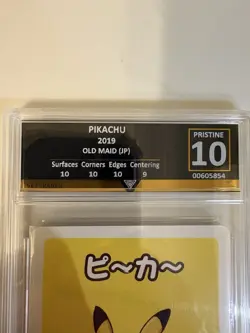 PIKACHU
2019
OLD MAID (JP)
Surfaces Corners Edges Centering
10 10 10 9
PRISTINE
10
00605854
ピ〜カ〜